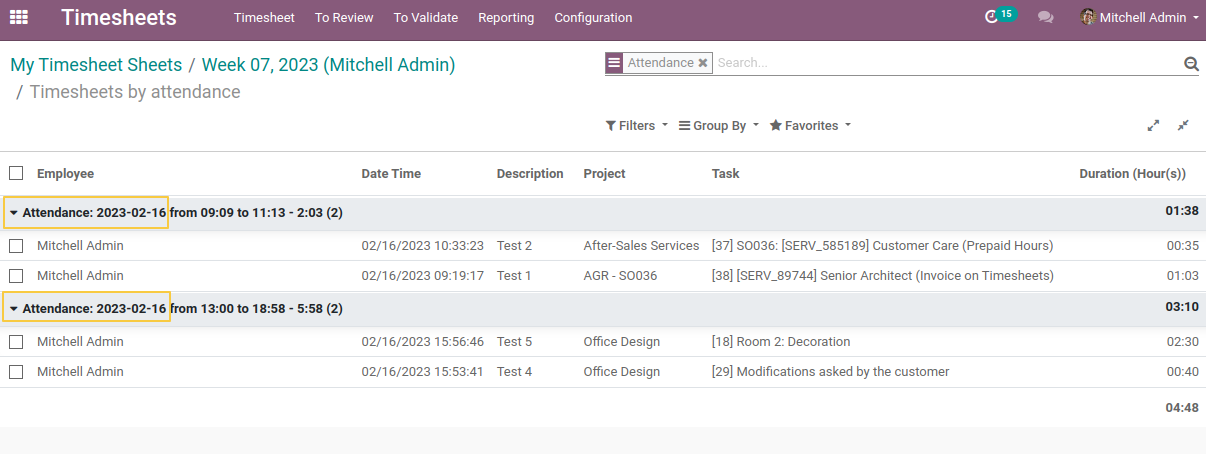 Timesheets Timesheet To Review To Validate Reporting Configuration 15 Mitchell Admin
My Timesheet Sheets / Week 07, 2023 (Mitchell Admin)
/ Timesheets by attendance
Attendance Search...
Filters Group By Favorites
Employee Date Time Description Project Task Duration (Hour(s))
Attendance: 2023-02-16 from 09:09 to 11:13 - 2:03 (2) 01:38
Mitchell Admin 02/16/2023 10:33:23 Test 2 After-Sales Services [37] SO036: [SERV_585189] Customer Care (Prepaid Hours) 00:35
Mitchell Admin 02/16/2023 09:19:17 Test 1 AGR - SO036 [38] [SERV_89744] Senior Architect (Invoice on Timesheets) 01:03
Attendance: 2023-02-16 from 13:00 to 18:58 - 5:58 (2) 03:10
Mitchell Admin 02/16/2023 15:56:46 Test 5 Office Design [18] Room 2: Decoration 02:30
Mitchell Admin 02/16/2023 15:53:41 Test 4 Office Design [29] Modifications asked by the customer 00:40
04:48